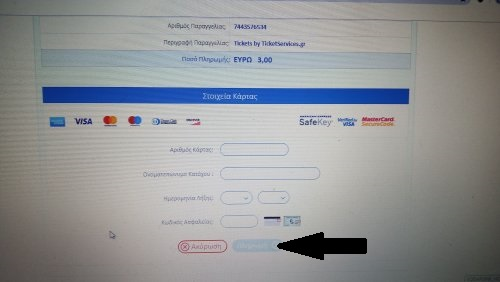 Αριθμός Παραγγελίας: 7443576534
Περιγραφή Παραγγελίας: Tickets by TicketServices.gr
Ποσό Πληρωμής: ΕΥΡΩ 3,00
Στοιχεία Κάρτας
VISA SafeKey Verified by VISA MasterCard. SecureCode.
Αριθμός Κάρτας:
Ονοματεπώνυμο Κατόχου :
Ημερομηνία Λήξης:
Κωδικός Ασφαλείας:
Ακύρωση Πληρωμή